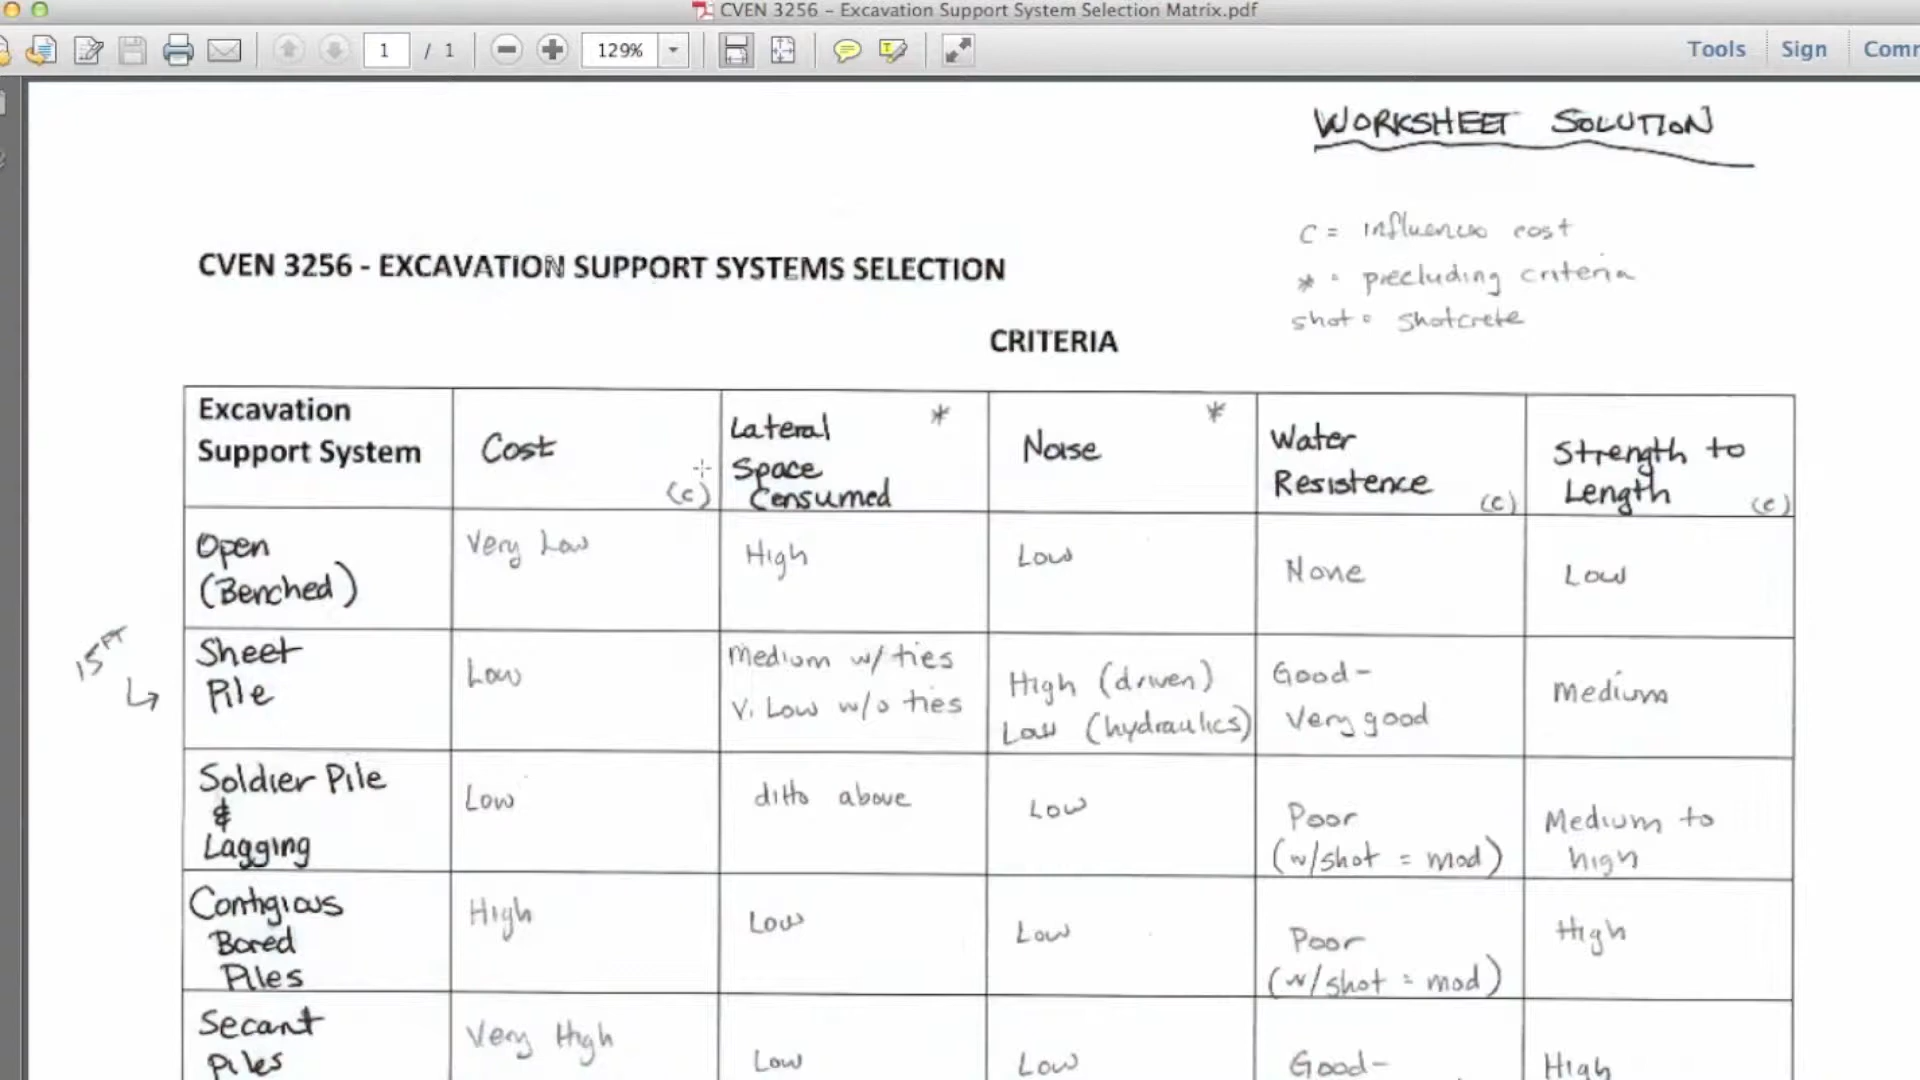 CVEN 3256 - Excavation Support System Selection Matrix.pdf
1 / 1
129%
Tools
Sign
Comm
WORKSHEET SOLUTION
C = influences cost
* = precluding criteria
shot = shotcrete
CVEN 3256 - EXCAVATION SUPPORT SYSTEMS SELECTION
CRITERIA
Excavation
Support System
Cost
(c)
Lateral *
Space
Consumed
Noise *
Water
Resistence (c)
Strength to
Length (c)
Open
(Benched)
Very Low
High
Low
None
Low
15 FT
Sheet
Pile
Low
Medium w/ ties
V. Low w/o ties
High (driven)
Low (hydraulics)
Good-
Very good
Medium
Soldier Pile
&
Lagging
Low
ditto above
Low
Poor
(w/shot = mod)
Medium to
high
Contigious
Bored
Piles
High
Low
Low
Poor
(w/shot = mod)
High
Secant
Piles
Very High
Low
Low
Good-
High